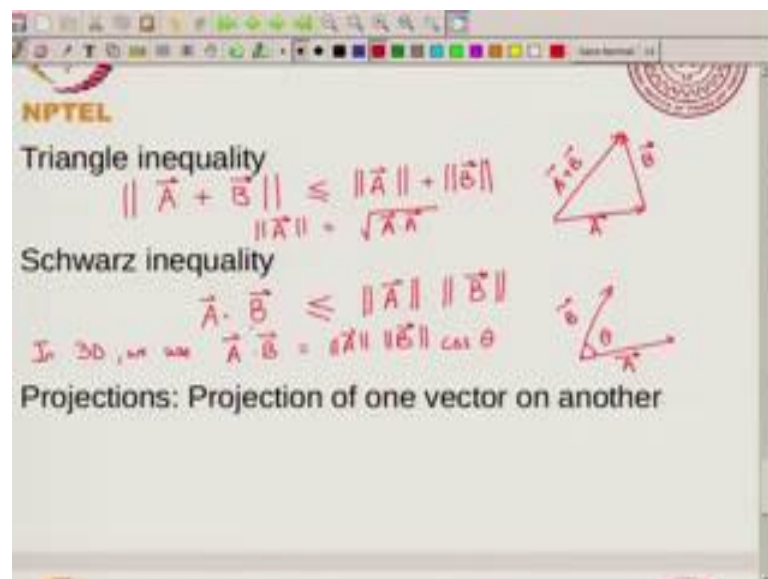 NPTEL
Triangle inequality
|| A⃗ + B⃗ || ≤ ||A⃗|| + ||B⃗||
||A⃗|| = √A⃗·A⃗
A⃗+B⃗
B⃗
A⃗
Schwarz inequality
A⃗ · B⃗ ≤ ||A⃗|| ||B⃗||
B⃗
θ
A⃗
In 3D, we use A⃗·B⃗ = ||A⃗|| ||B⃗|| cos θ
Projections: Projection of one vector on another